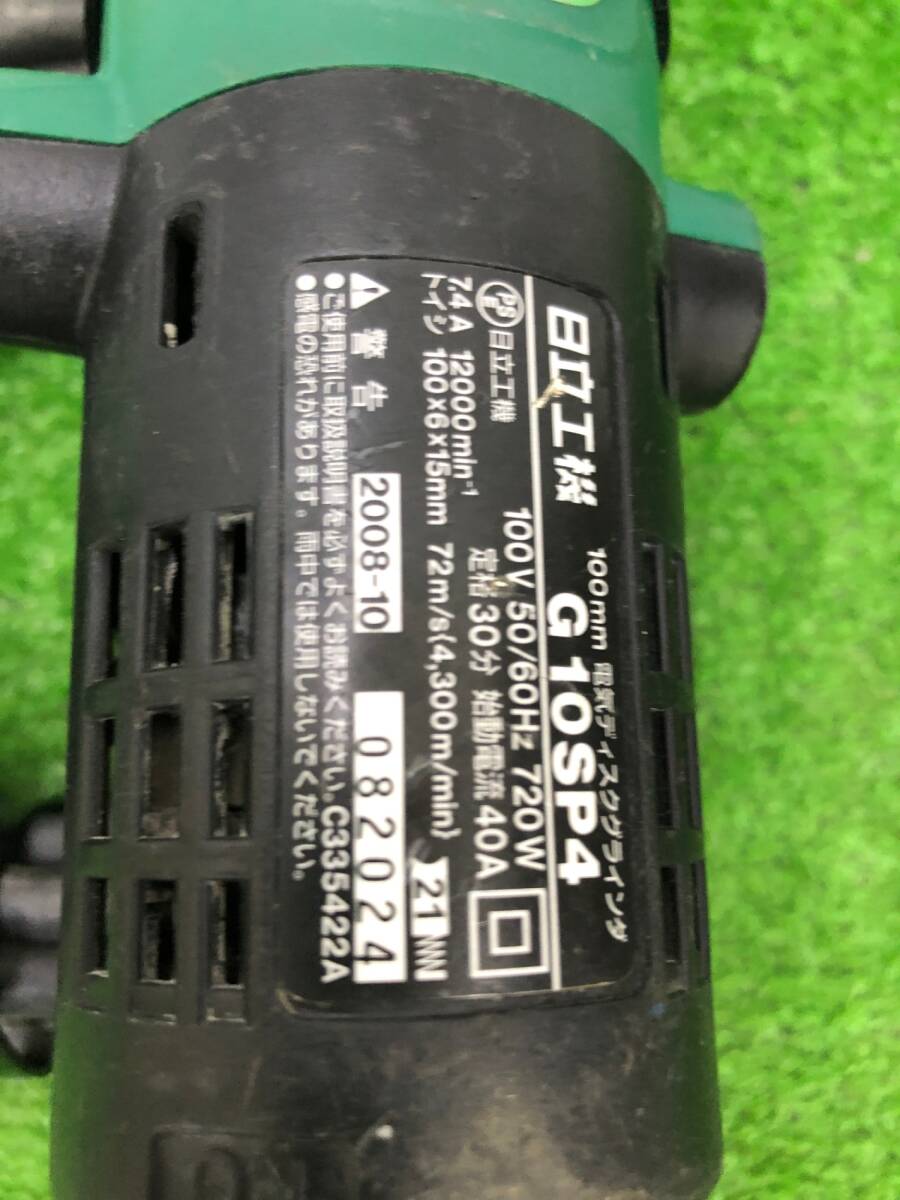 日立工機 100mm 電気ディスクグラインダ
G10SP4
100V 50/60Hz 720W
PSE 日立工機 定格30分 始動電流40A
7.4A 12000min⁻¹
トイシ 100×6×15mm 72m/s{4,300m/min} 21
警告 2008-10 082024
●ご使用前に取扱説明書を必ずよくお読みください。C335422A
●感電の恐れがあります。雨中では使用しないでください。